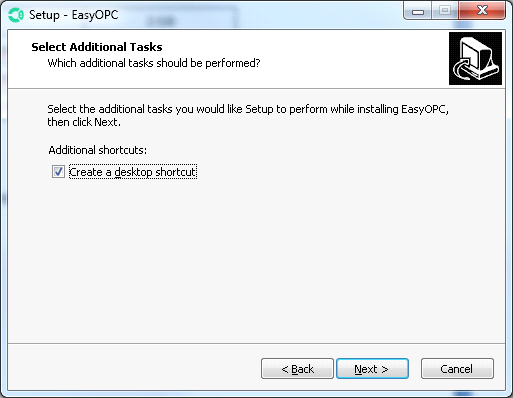 Setup - EasyOPC
Select Additional Tasks
Which additional tasks should be performed?
Select the additional tasks you would like Setup to perform while installing EasyOPC,
then click Next.
Additional shortcuts:
Create a desktop shortcut
< Back
Next >
Cancel